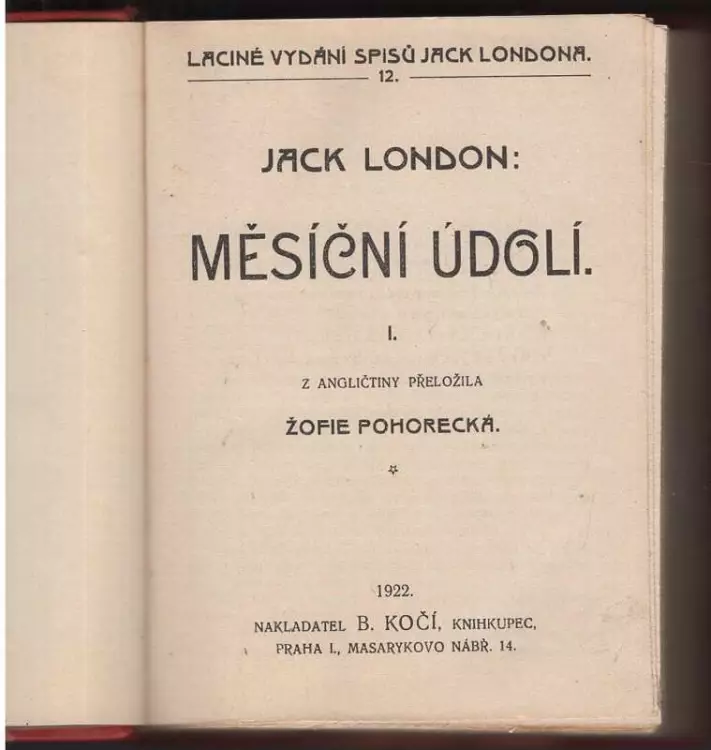 LACINÉ VYDÁNÍ SPISŮ JACK LONDONA.
12.
JACK LONDON:
MĚSÍČNÍ ÚDOLÍ.
I.
Z ANGLIČTINY PŘELOŽILA
ŽOFIE POHORECKÁ.
1922.
NAKLADATEL B. KOČÍ, KNIHKUPEC,
PRAHA I., MASARYKOVO NÁBŘ. 14.